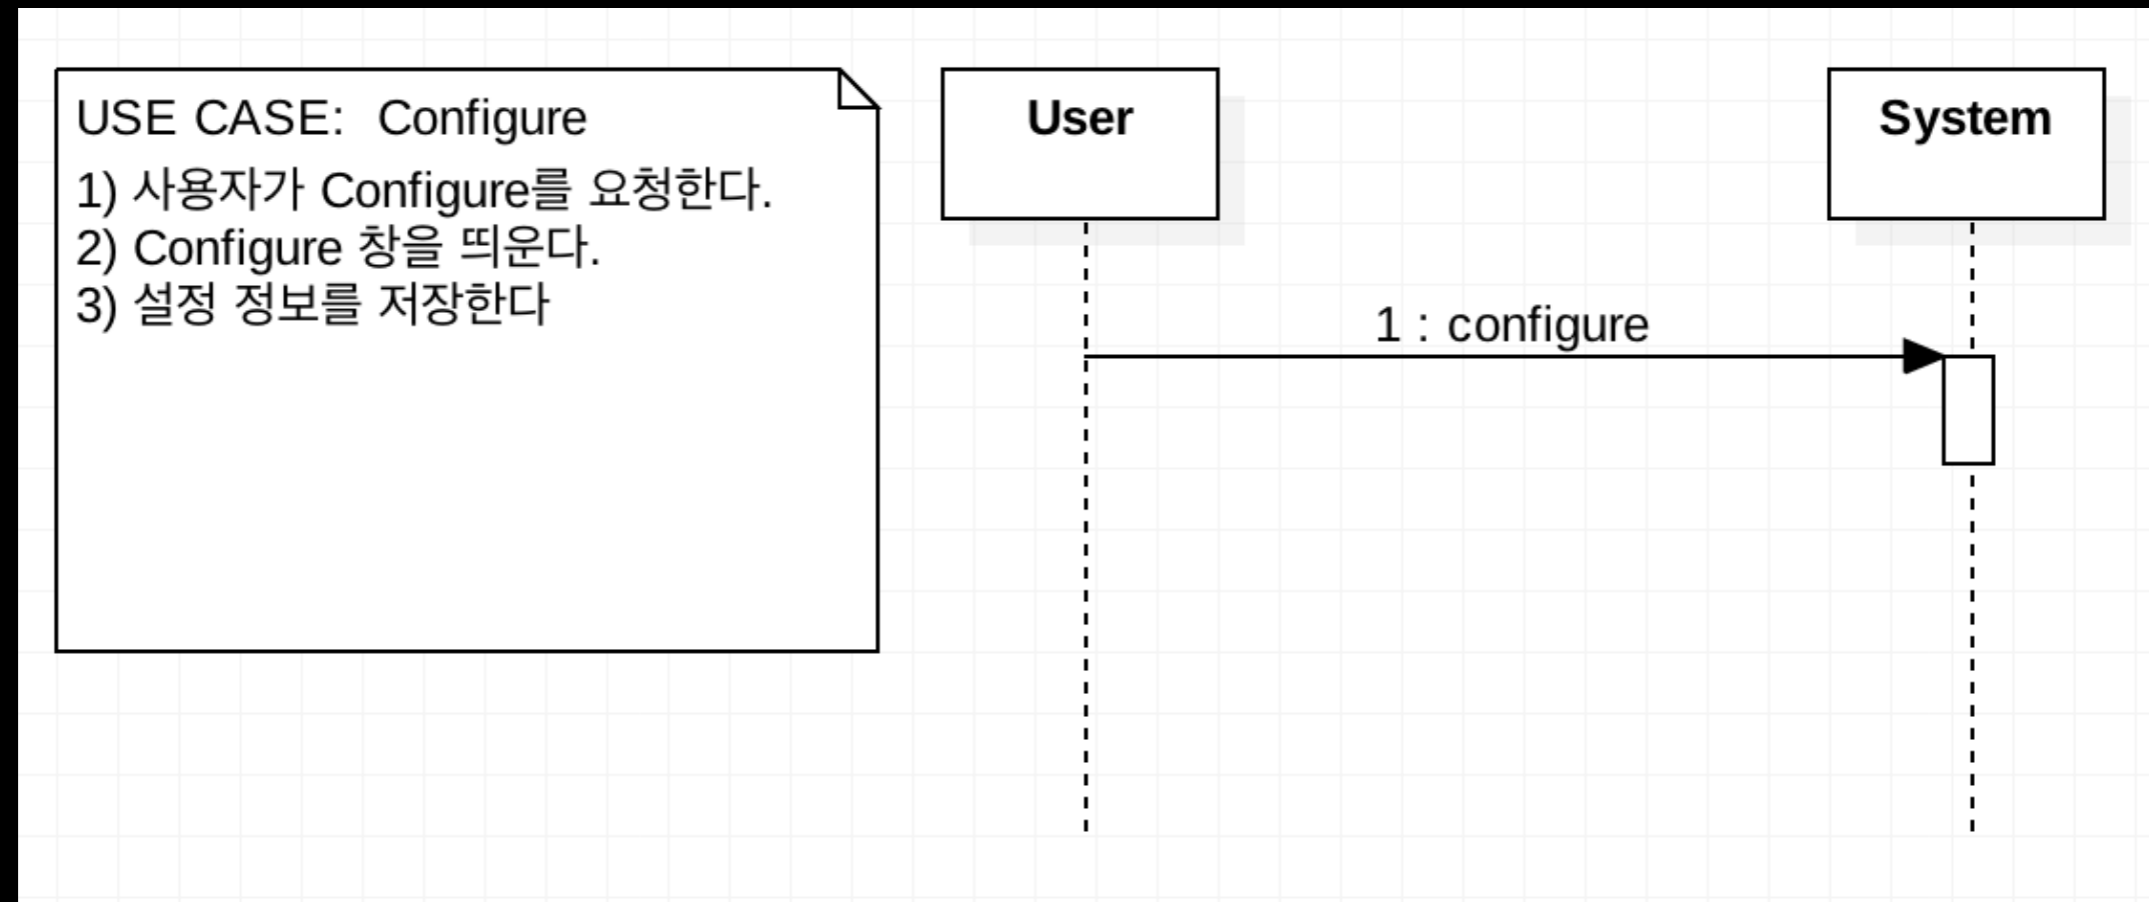 USE CASE:  Configure
1) 사용자가 Configure를 요청한다.
2) Configure 창을 띄운다.
3) 설정 정보를 저장한다
User
System
1 : configure